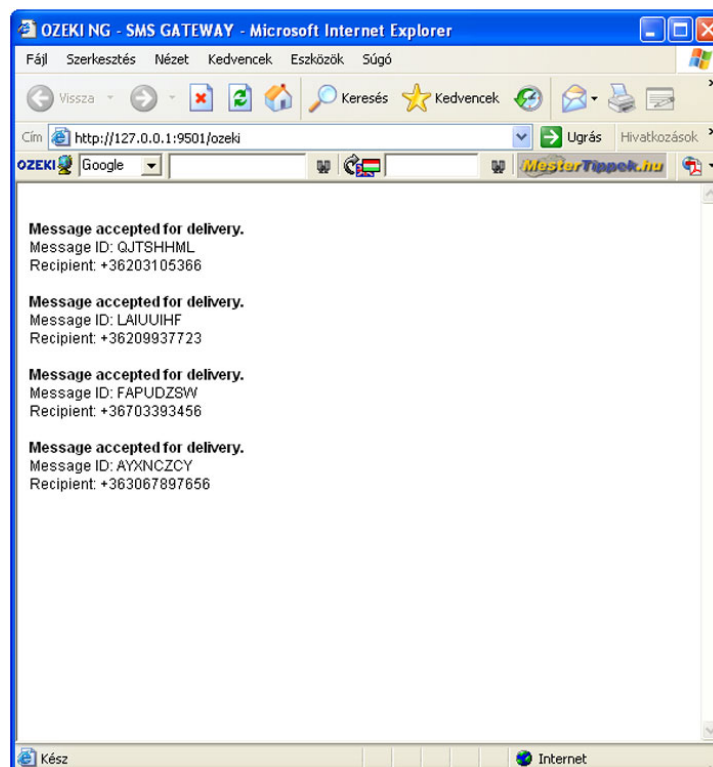 OZEKI NG - SMS GATEWAY - Microsoft Internet Explorer
Fájl Szerkesztés Nézet Kedvencek Eszközök Súgó
Vissza Keresés Kedvencek
Cím http://127.0.0.1:9501/ozeki Ugrás Hivatkozások
OZEKI Google MesterTippek.hu
Message accepted for delivery.
Message ID: QJTSHHML
Recipient: +36203105366
Message accepted for delivery.
Message ID: LAIUUIHF
Recipient: +36209937723
Message accepted for delivery.
Message ID: FAPUDZSW
Recipient: +36703393456
Message accepted for delivery.
Message ID: AYXNCZCY
Recipient: +363067897656
Kész Internet